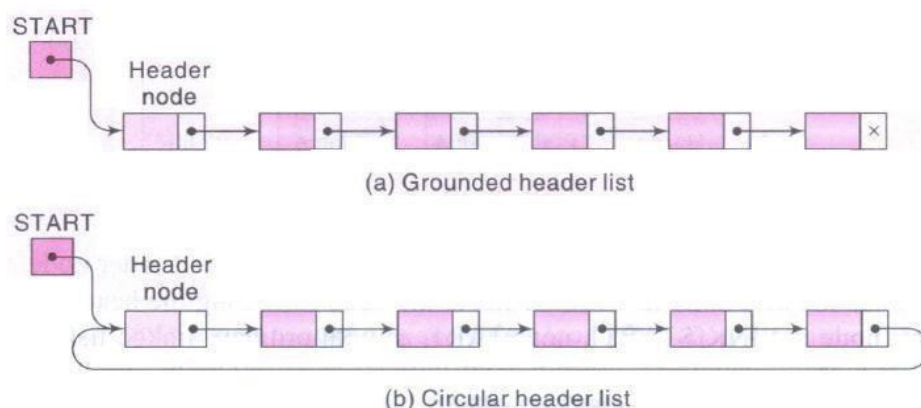 START
Header
node
×
(a) Grounded header list
START
Header
node
(b) Circular header list